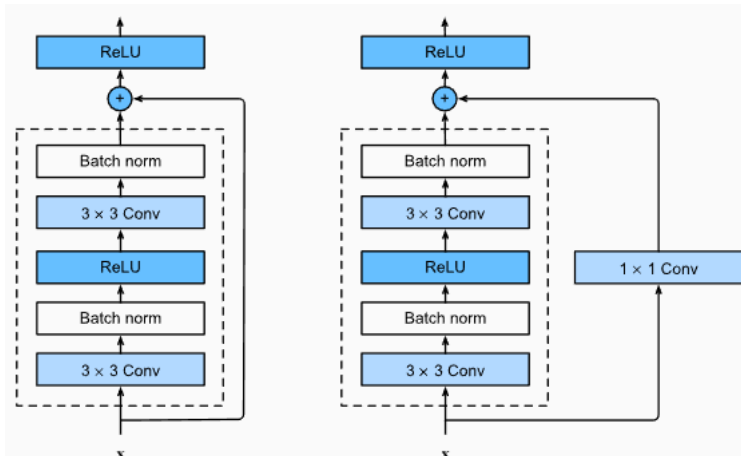 ReLU
+
Batch norm
3 × 3 Conv
ReLU
Batch norm
3 × 3 Conv
x
ReLU
+
Batch norm
3 × 3 Conv
ReLU
Batch norm
3 × 3 Conv
1 × 1 Conv
x